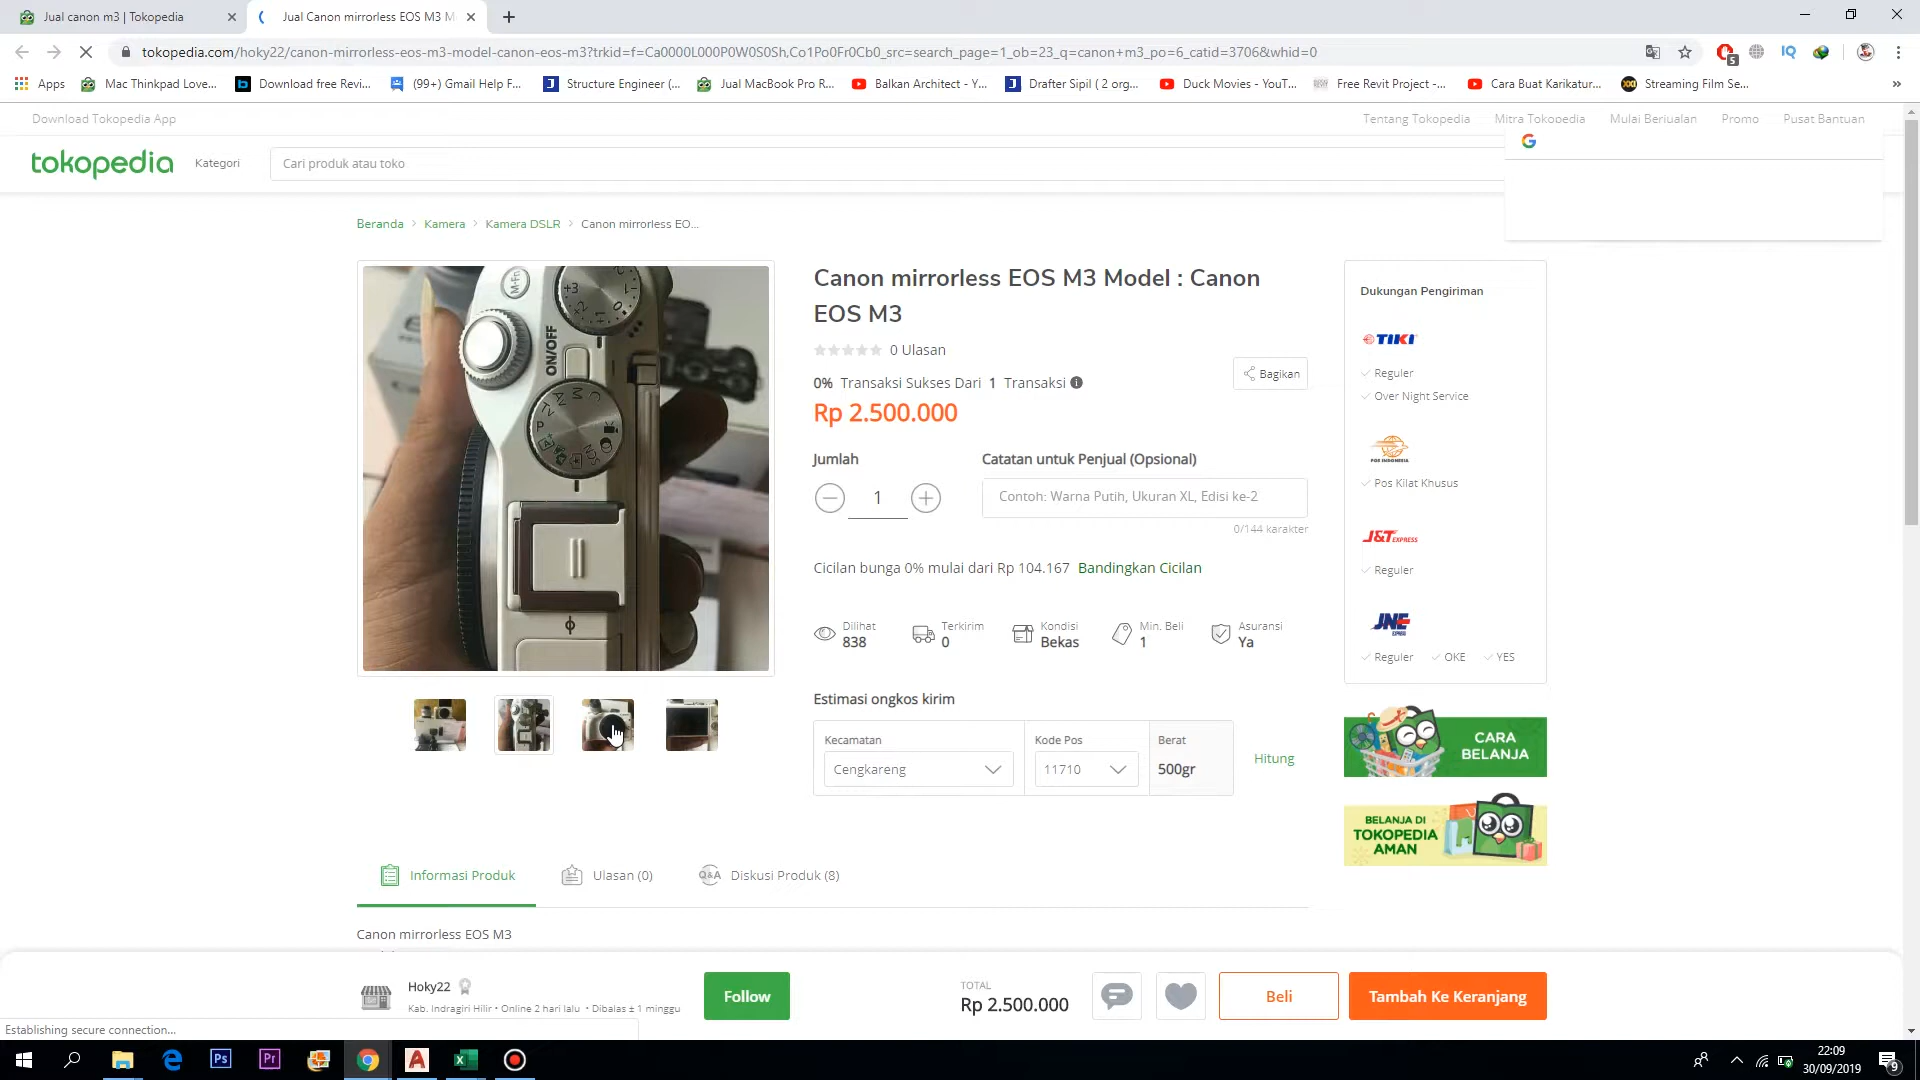 Jual canon m3 | Tokopedia
Jual Canon mirrorless EOS M3 M
tokopedia.com/hoky22/canon-mirrorless-eos-m3-model-canon-eos-m3?trkid=f=Ca0000L000P0W0S0Sh,Co1Po0Fr0Cb0_src=search_page=1_ob=23_q=canon+m3_po=6_catid=3706&whid=0
5
IQ
Apps
Mac Thinkpad Love...
Download free Revi...
(99+) Gmail Help F...
Structure Engineer (...
Jual MacBook Pro R...
Balkan Architect - Y...
Drafter Sipil ( 2 org...
Duck Movies - YouT...
Free Revit Project -...
Cara Buat Karikatur...
Streaming Film Se...
Download Tokopedia App
Tentang Tokopedia
Mitra Tokopedia
Mulai Berjualan
Promo
Pusat Bantuan
tokopedia
Kategori
Cari produk atau toko
Beranda > Kamera > Kamera DSLR > Canon mirrorless EO...
M-Fn
ON/OFF
Canon mirrorless EOS M3 Model : Canon
EOS M3
0 Ulasan
0% Transaksi Sukses Dari 1 Transaksi
Bagikan
Rp 2.500.000
Jumlah
1
Catatan untuk Penjual (Opsional)
Contoh: Warna Putih, Ukuran XL, Edisi ke-2
0/144 karakter
Cicilan bunga 0% mulai dari Rp 104.167 Bandingkan Cicilan
Dilihat
838
Terkirim
0
Kondisi
Bekas
Min. Beli
1
Asuransi
Ya
Estimasi ongkos kirim
Kecamatan
Cengkareng
Kode Pos
11710
Berat
500gr
Hitung
Dukungan Pengiriman
TIKI
Reguler
Over Night Service
POS INDONESIA
Pos Kilat Khusus
J&T EXPRESS
Reguler
JNE
EXPRESS
Reguler
OKE
YES
CARA
BELANJA
BELANJA DI
TOKOPEDIA
AMAN
Informasi Produk
Ulasan (0)
Q&A
Diskusi Produk (8)
Canon mirrorless EOS M3
Hoky22
Kab. Indragiri Hilir • Online 2 hari lalu • Dibalas ± 1 minggu
Follow
TOTAL
Rp 2.500.000
Beli
Tambah Ke Keranjang
Establishing secure connection...
Ps
Pr
22:09
30/09/2019
9